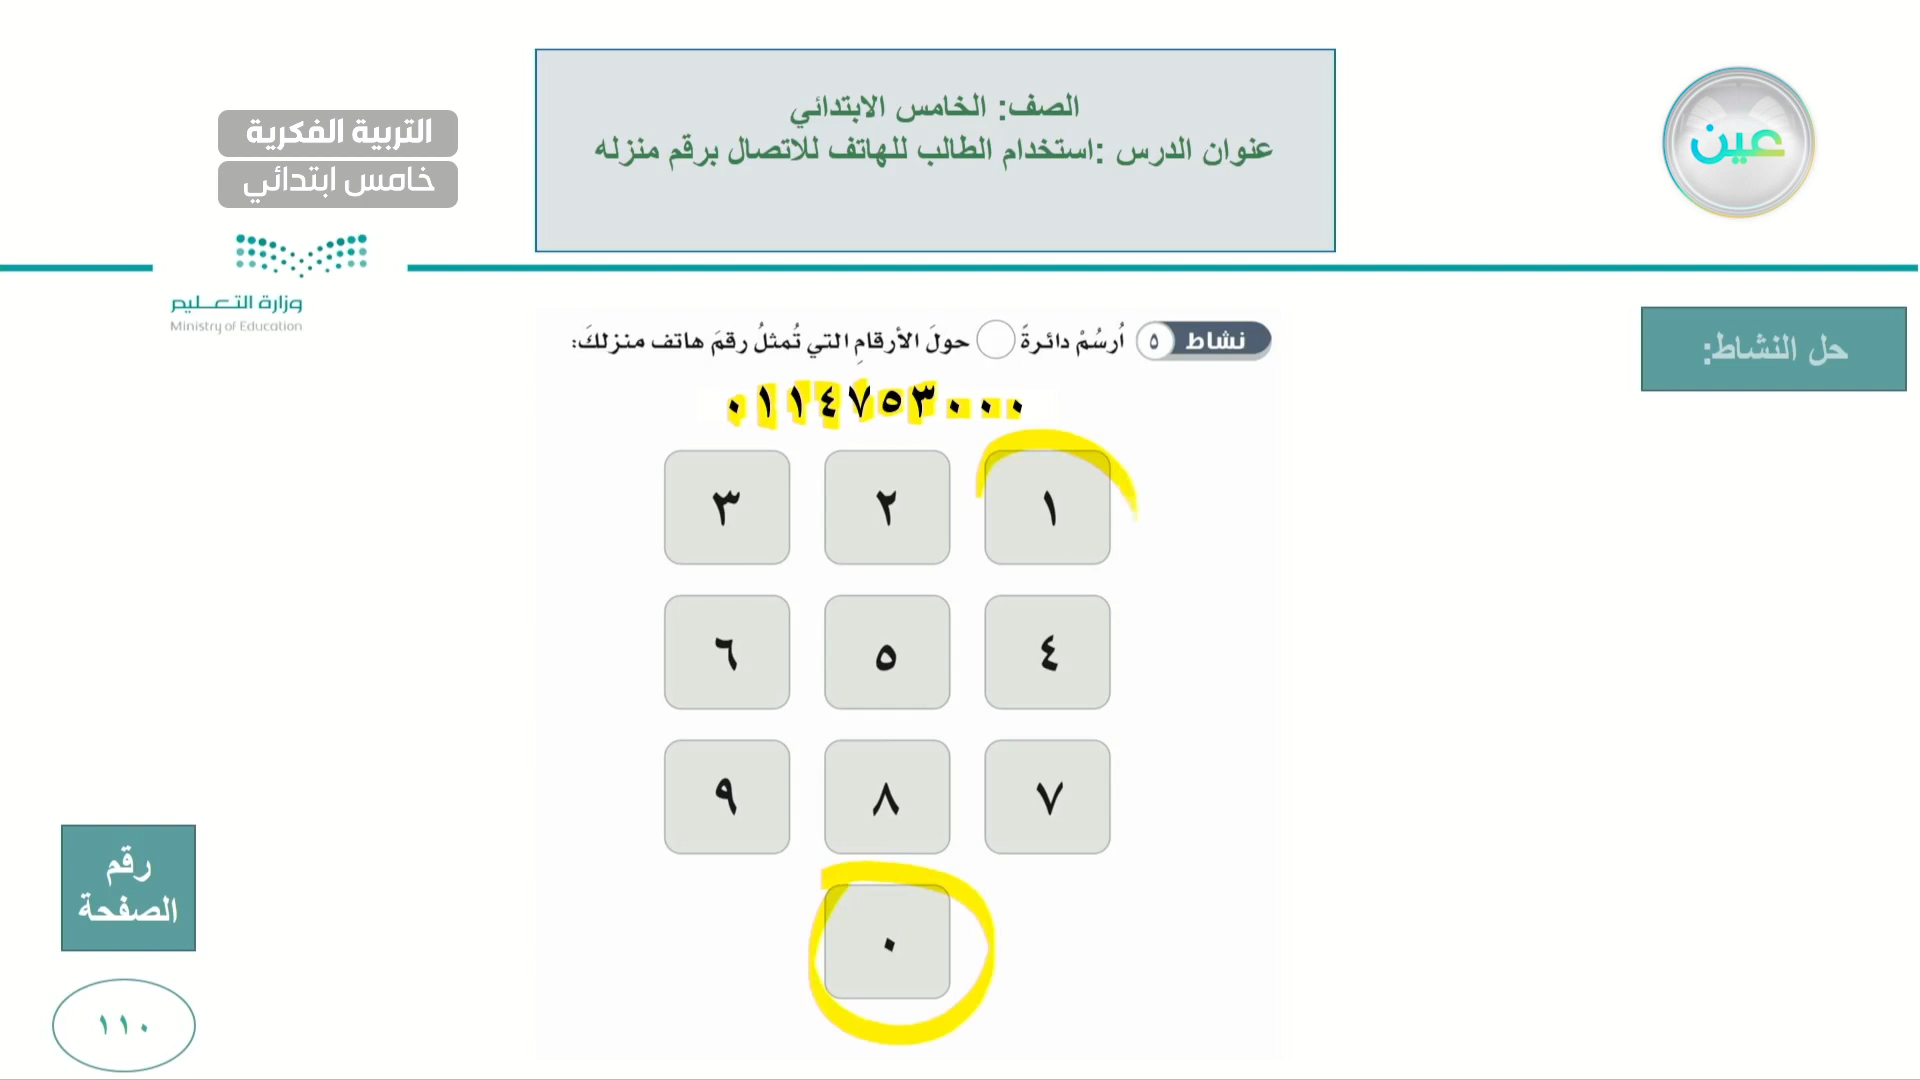 الصف: الخامس الابتدائي
عنوان الدرس :استخدام الطالب للهاتف للاتصال برقم منزله
عين
التربية الفكرية
خامس ابتدائي
وزارة التعليم
Ministry of Education
حل النشاط:
نشاط ٥ اُرسُمْ دائرةً حولَ الأرقامِ التي تُمثلُ رقمَ هاتف منزلكَ:
٠١١٤٧٥٣٠٠٠
١ ٢ ٣
٤ ٥ ٦
٧ ٨ ٩
٠
رقم
الصفحة
١١٠